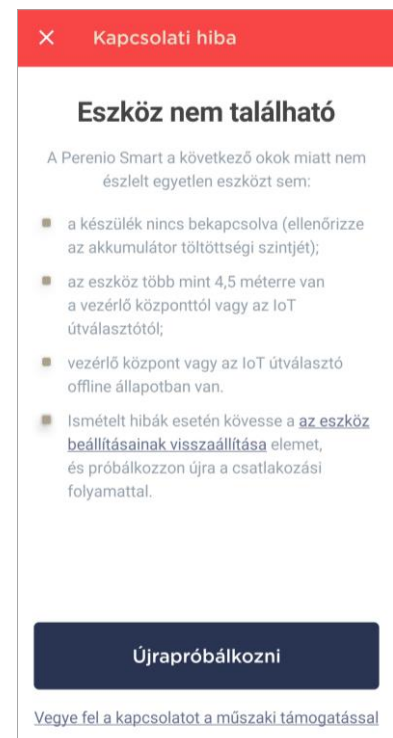 Kapcsolati hiba
Eszköz nem található
A Perenio Smart a következő okok miatt nem
észlelt egyetlen eszközt sem:
a készülék nincs bekapcsolva (ellenőrizze
az akkumulátor töltöttségi szintjét);
az eszköz több mint 4,5 méterre van
a vezérlő központtól vagy az IoT
útválasztótól;
vezérlő központ vagy az IoT útválasztó
offline állapotban van.
Ismételt hibák esetén kövesse a az eszköz
beállításainak visszaállítása elemet,
és próbálkozzon újra a csatlakozási
folyamattal.
Újrapróbálkozni
Vegye fel a kapcsolatot a műszaki támogatással